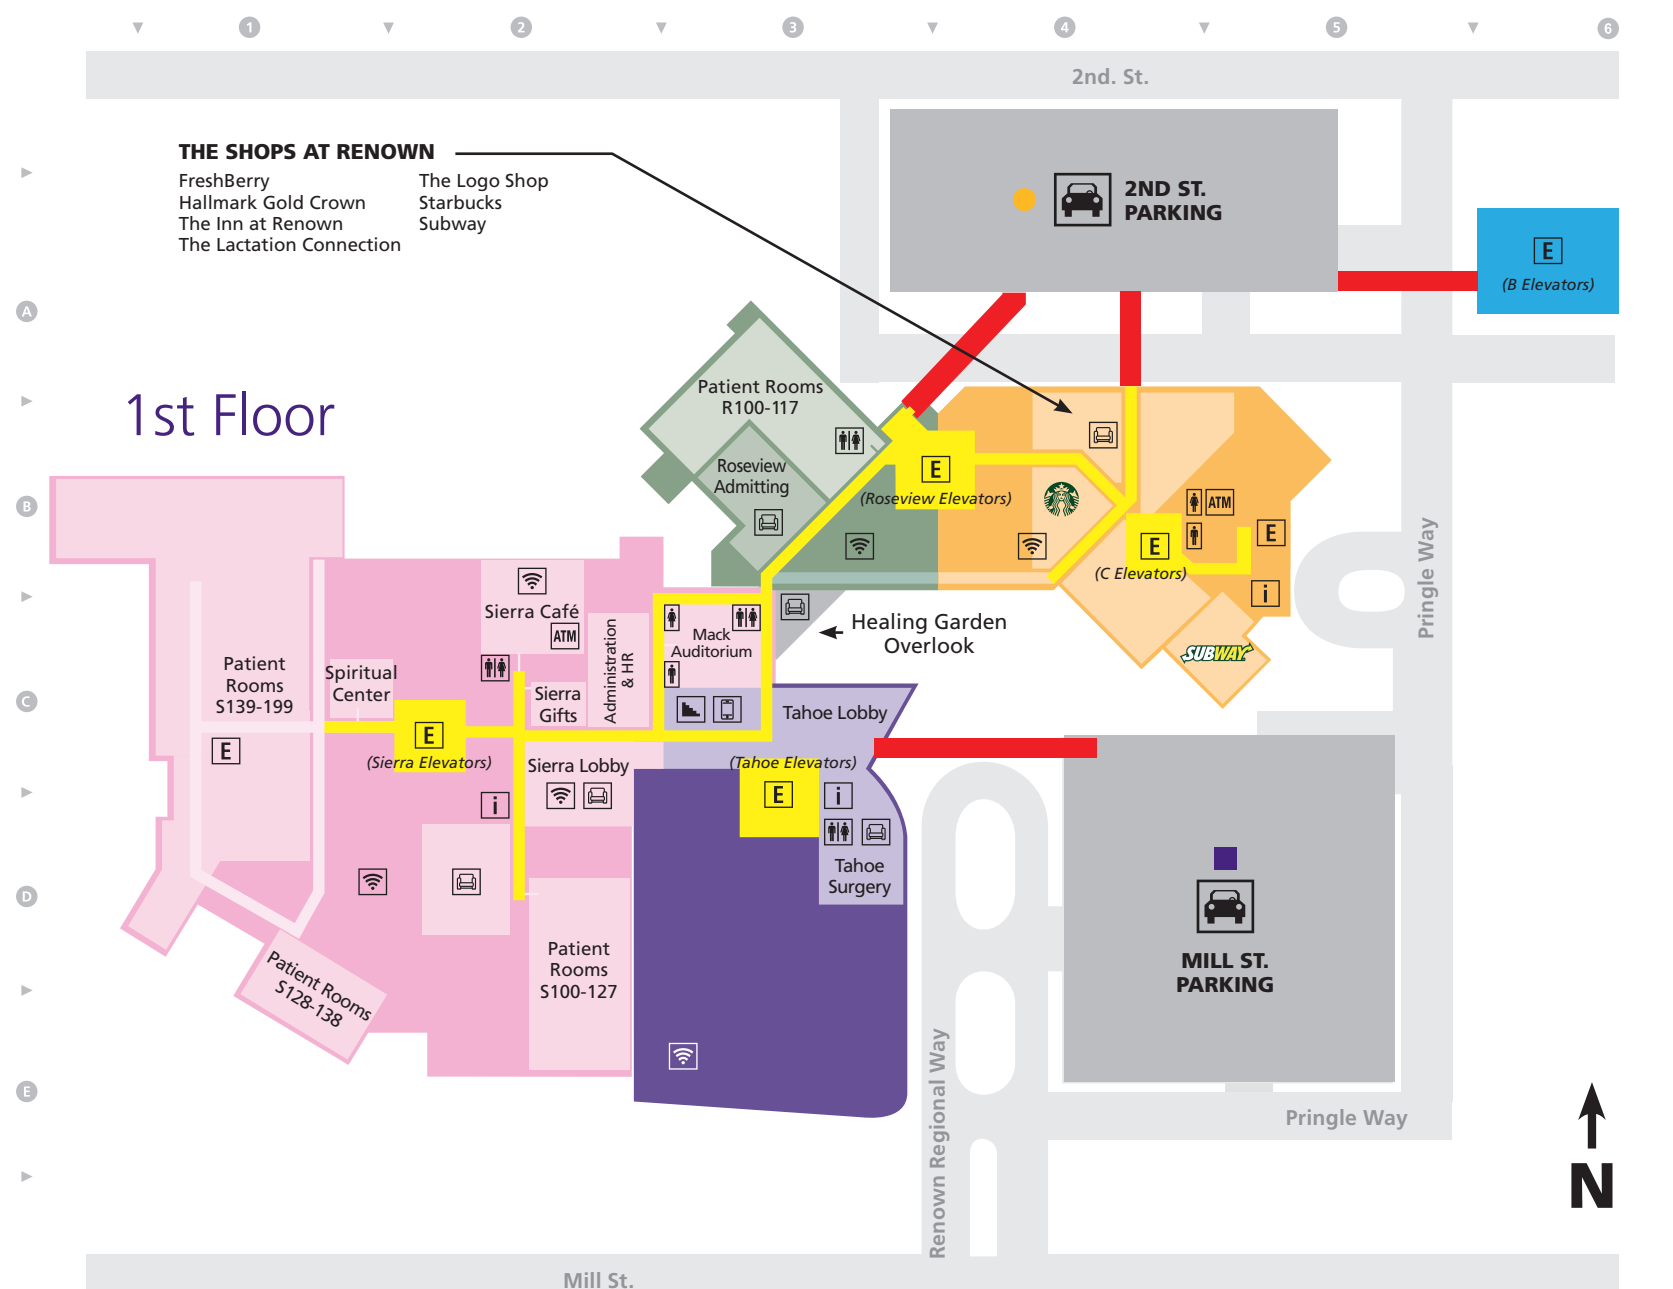 1 2 3 4 5 6
2nd. St.
THE SHOPS AT RENOWN
FreshBerry
Hallmark Gold Crown
The Inn at Renown
The Lactation Connection
The Logo Shop
Starbucks
Subway
2ND ST.
PARKING
E
(B Elevators)
A
1st Floor
Patient Rooms
R100-117
Roseview
Admitting
E
(Roseview Elevators)
B
ATM
E
E
(C Elevators)
i
Pringle Way
SUBWAY
Healing Garden
Overlook
Sierra Café
ATM
Administration
& HR
Mack
Auditorium
Patient
Rooms
S139-199
Spiritual
Center
Sierra
Gifts
C
Tahoe Lobby
E
E
(Sierra Elevators)
Sierra Lobby
(Tahoe Elevators)
E
i
i
Tahoe
Surgery
D
Patient
Rooms
S100-127
Patient Rooms
S128-138
MILL ST.
PARKING
E
Renown Regional Way
Pringle Way
N
Mill St.